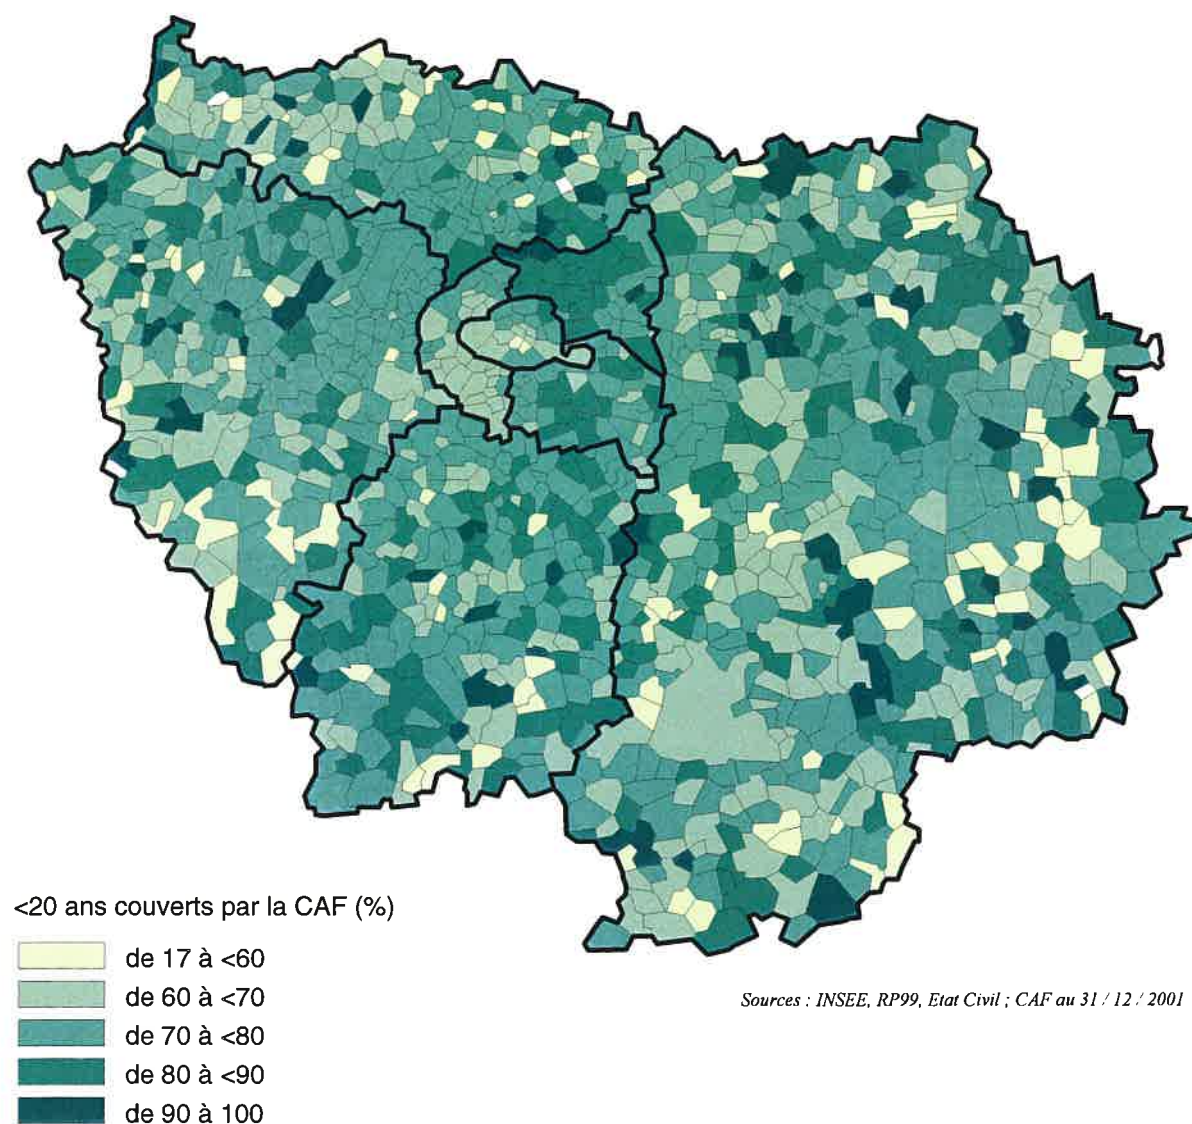 <20 ans couverts par la CAF (%)
de 17 à <60
de 60 à <70
de 70 à <80
de 80 à <90
de 90 à 100
Sources : INSEE, RP99, Etat Civil ; CAF au 31 / 12 / 2001